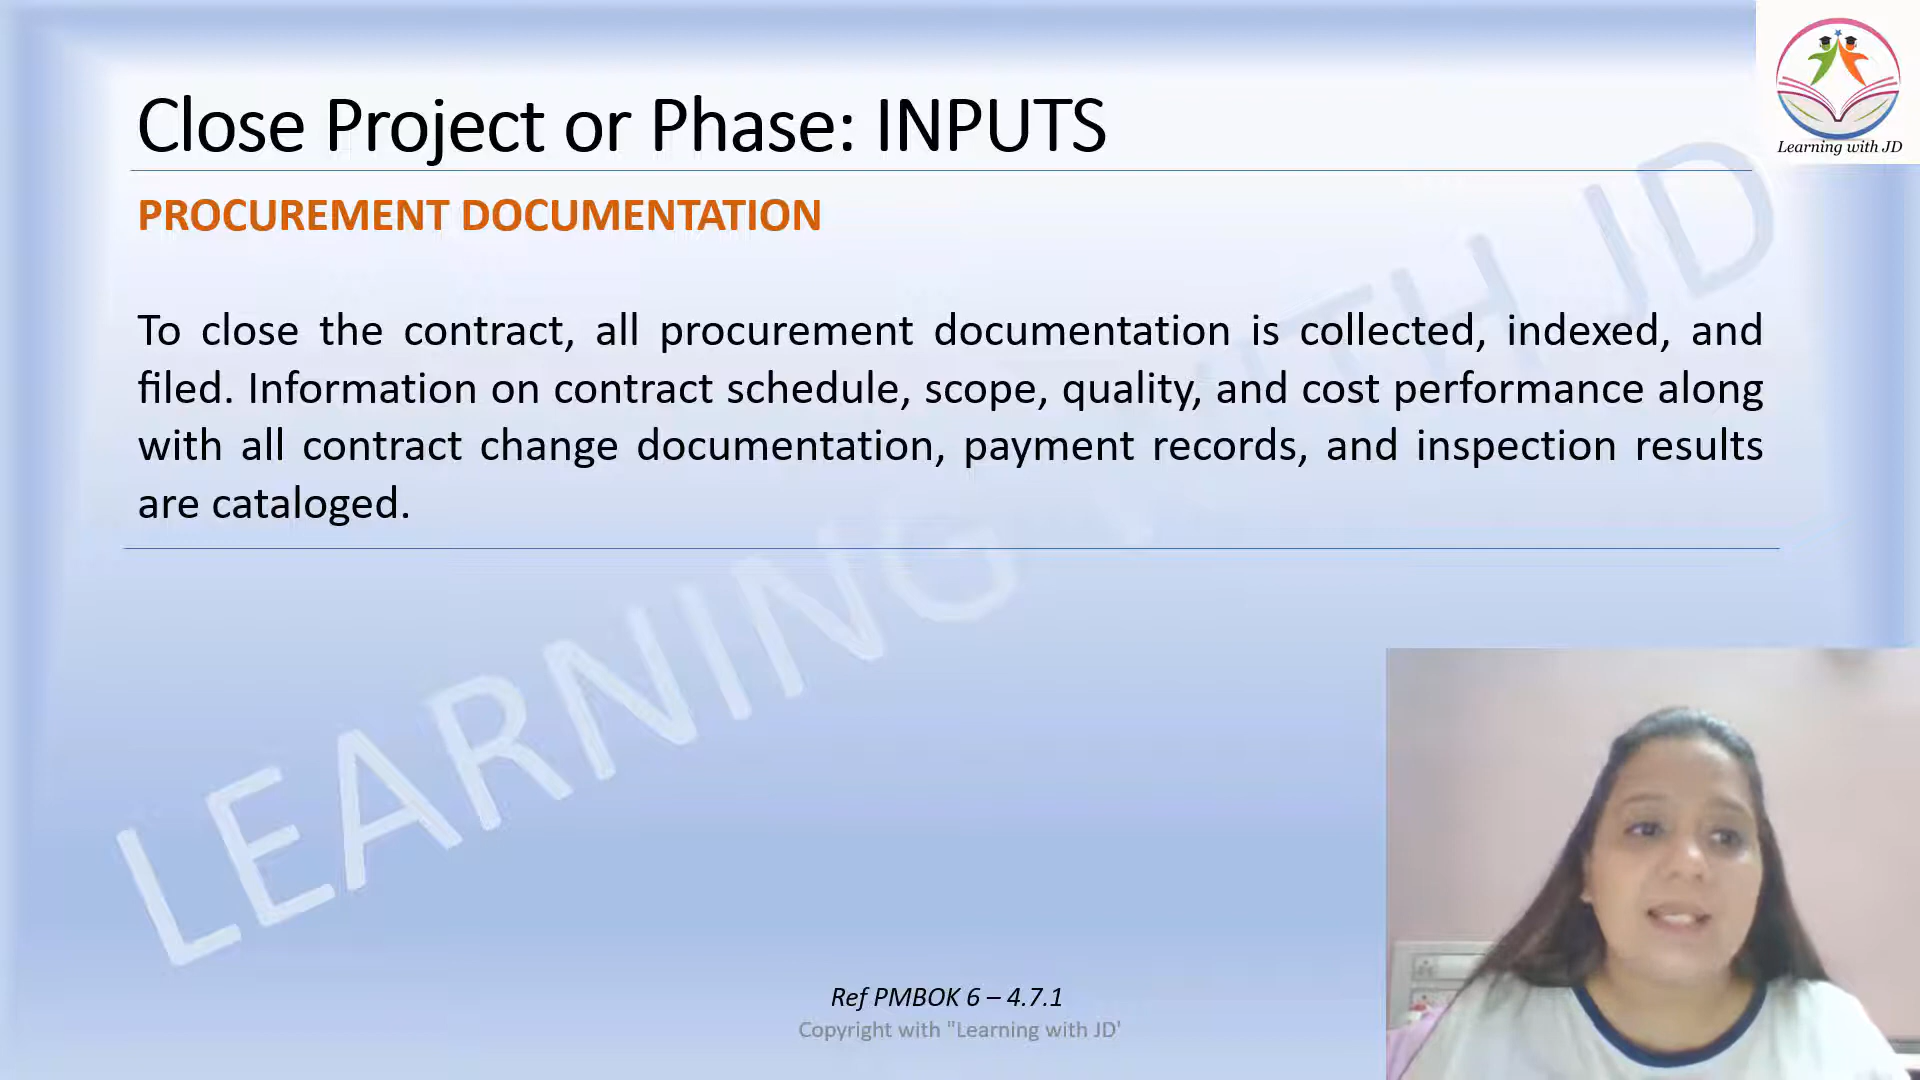 Close Project or Phase: INPUTS
Learning with JD
PROCUREMENT DOCUMENTATION
To close the contract, all procurement documentation is collected, indexed, and
filed. Information on contract schedule, scope, quality, and cost performance along
with all contract change documentation, payment records, and inspection results
are cataloged.
LEARNING WITH JD
Ref PMBOK 6 – 4.7.1
Copyright with "Learning with JD'